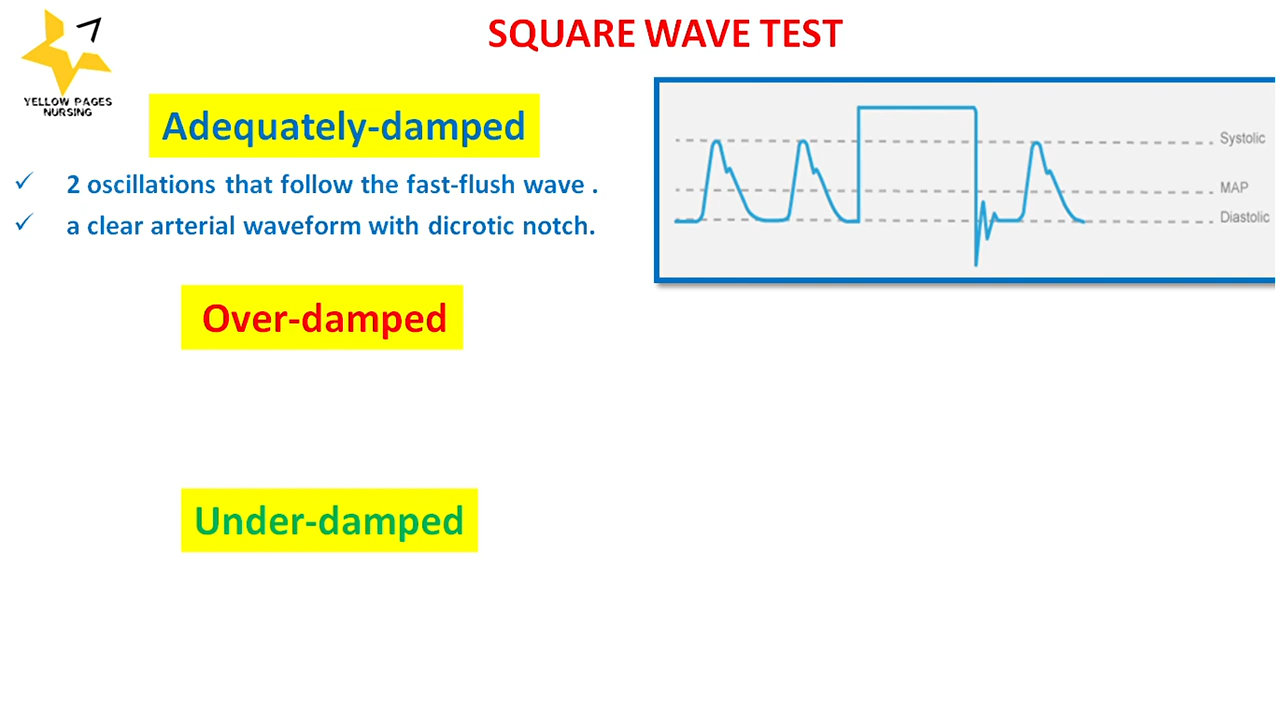 SQUARE WAVE TEST
YELLOW PAGES
NURSING
Adequately-damped
✓ 2 oscillations that follow the fast-flush wave .
✓ a clear arterial waveform with dicrotic notch.
Systolic
MAP
Diastolic
Over-damped
Under-damped